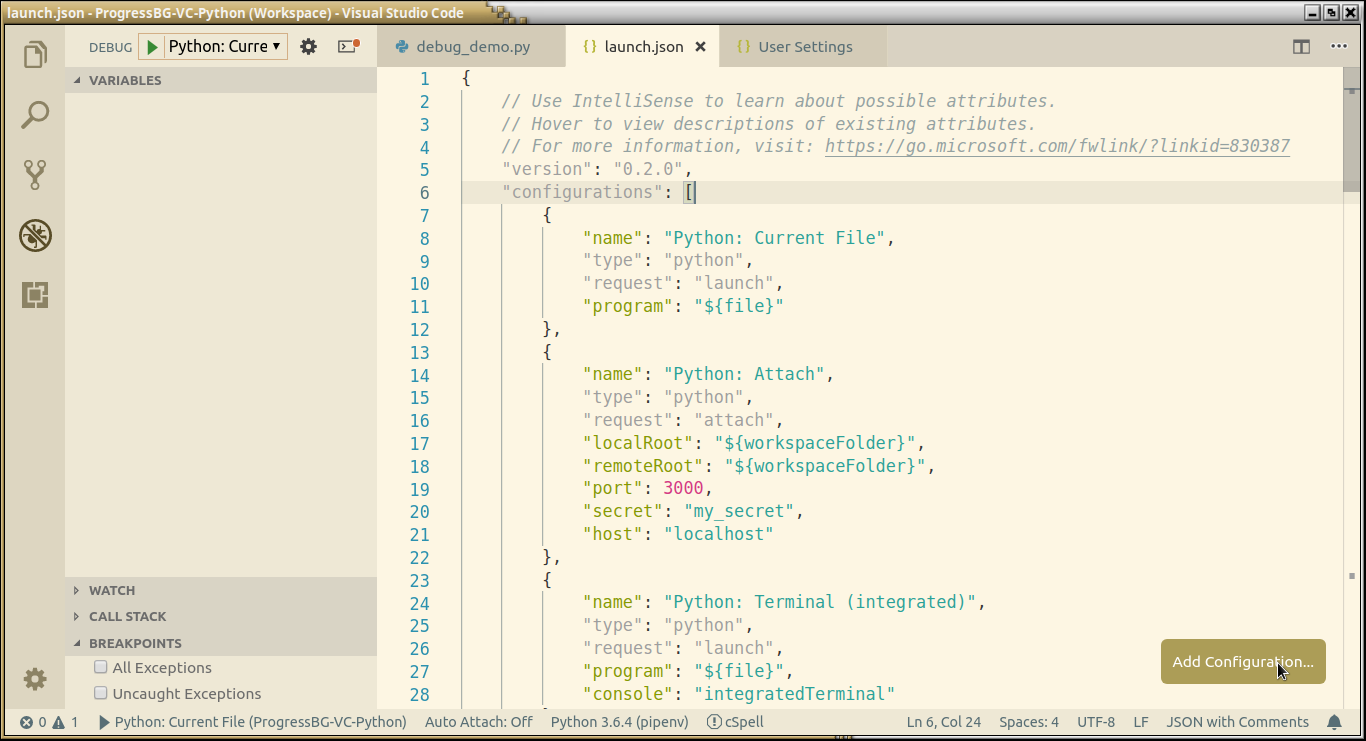 launch.json - ProgressBG-VC-Python (Workspace) - Visual Studio Code
DEBUG Python: Curre
debug_demo.py {} launch.json {} User Settings
VARIABLES
1 {
2 // Use IntelliSense to learn about possible attributes.
3 // Hover to view descriptions of existing attributes.
4 // For more information, visit: https://go.microsoft.com/fwlink/?linkid=830387
5 "version": "0.2.0",
6 "configurations": [
7 {
8 "name": "Python: Current File",
9 "type": "python",
10 "request": "launch",
11 "program": "${file}"
12 },
13 {
14 "name": "Python: Attach",
15 "type": "python",
16 "request": "attach",
17 "localRoot": "${workspaceFolder}",
18 "remoteRoot": "${workspaceFolder}",
19 "port": 3000,
20 "secret": "my_secret",
21 "host": "localhost"
22 },
23 {
24 "name": "Python: Terminal (integrated)",
25 "type": "python",
26 "request": "launch",
27 "program": "${file}",
28 "console": "integratedTerminal"
WATCH
CALL STACK
BREAKPOINTS
All Exceptions
Uncaught Exceptions
Add Configuration...
0 1 Python: Current File (ProgressBG-VC-Python) Auto Attach: Off Python 3.6.4 (pipenv) cSpell Ln 6, Col 24 Spaces: 4 UTF-8 LF JSON with Comments